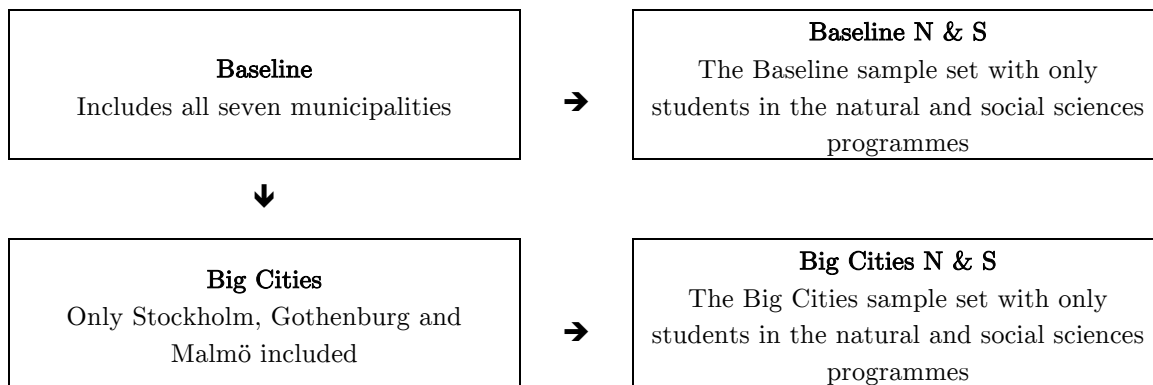 Baseline
Includes all seven municipalities
Baseline N & S
The Baseline sample set with only
students in the natural and social sciences
programmes
Big Cities
Only Stockholm, Gothenburg and
Malmö included
Big Cities N & S
The Big Cities sample set with only
students in the natural and social sciences
programmes